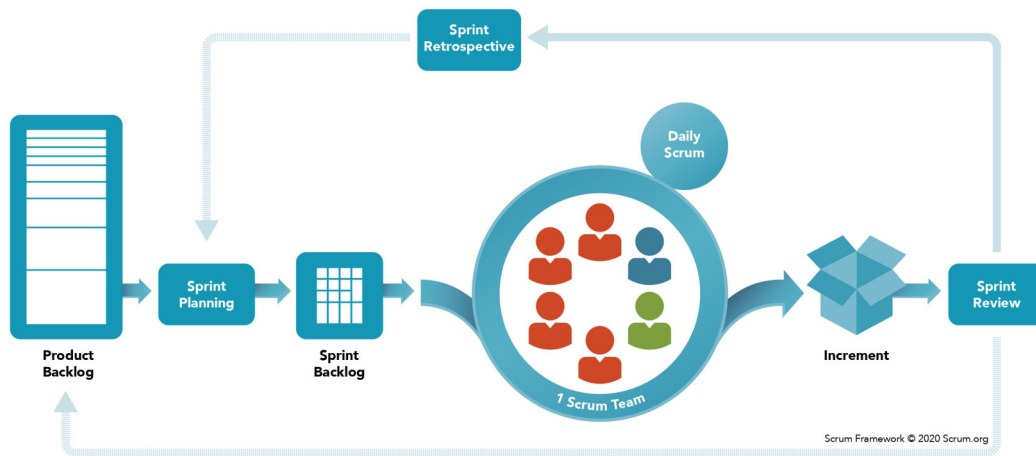 Sprint
Retrospective
Daily
Scrum
Sprint
Planning
Sprint
Review
Product
Backlog
Sprint
Backlog
Increment
1 Scrum Team
Scrum Framework © 2020 Scrum.org